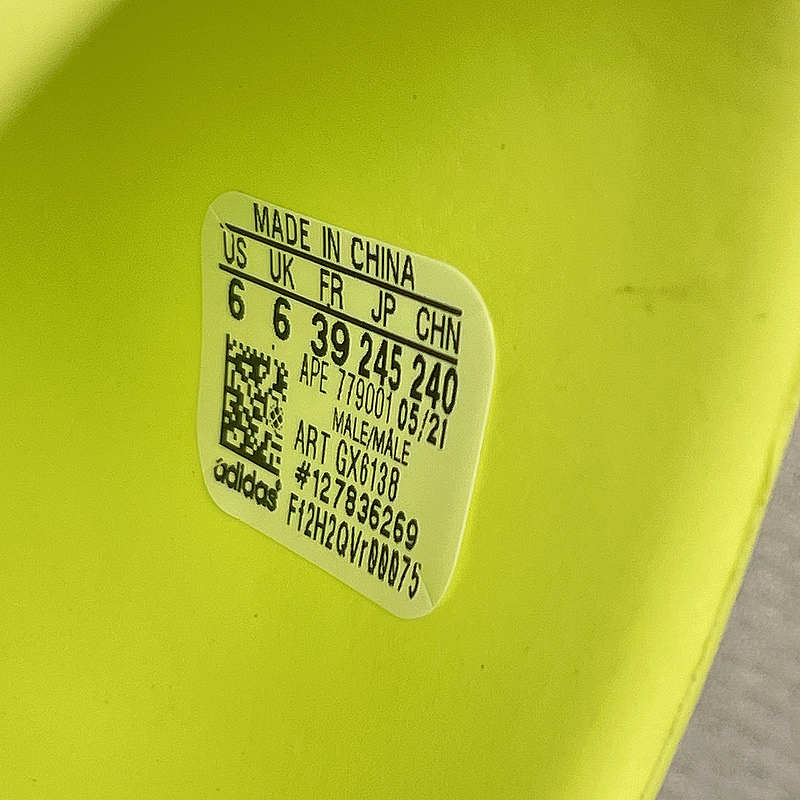 MADE IN CHINA
US UK FR JP CHN
6 6 39 245 240
APE 779001 05/21
MALE/MÂLE
ART GX6138
#127836269
F12H2QVr00075
adidas